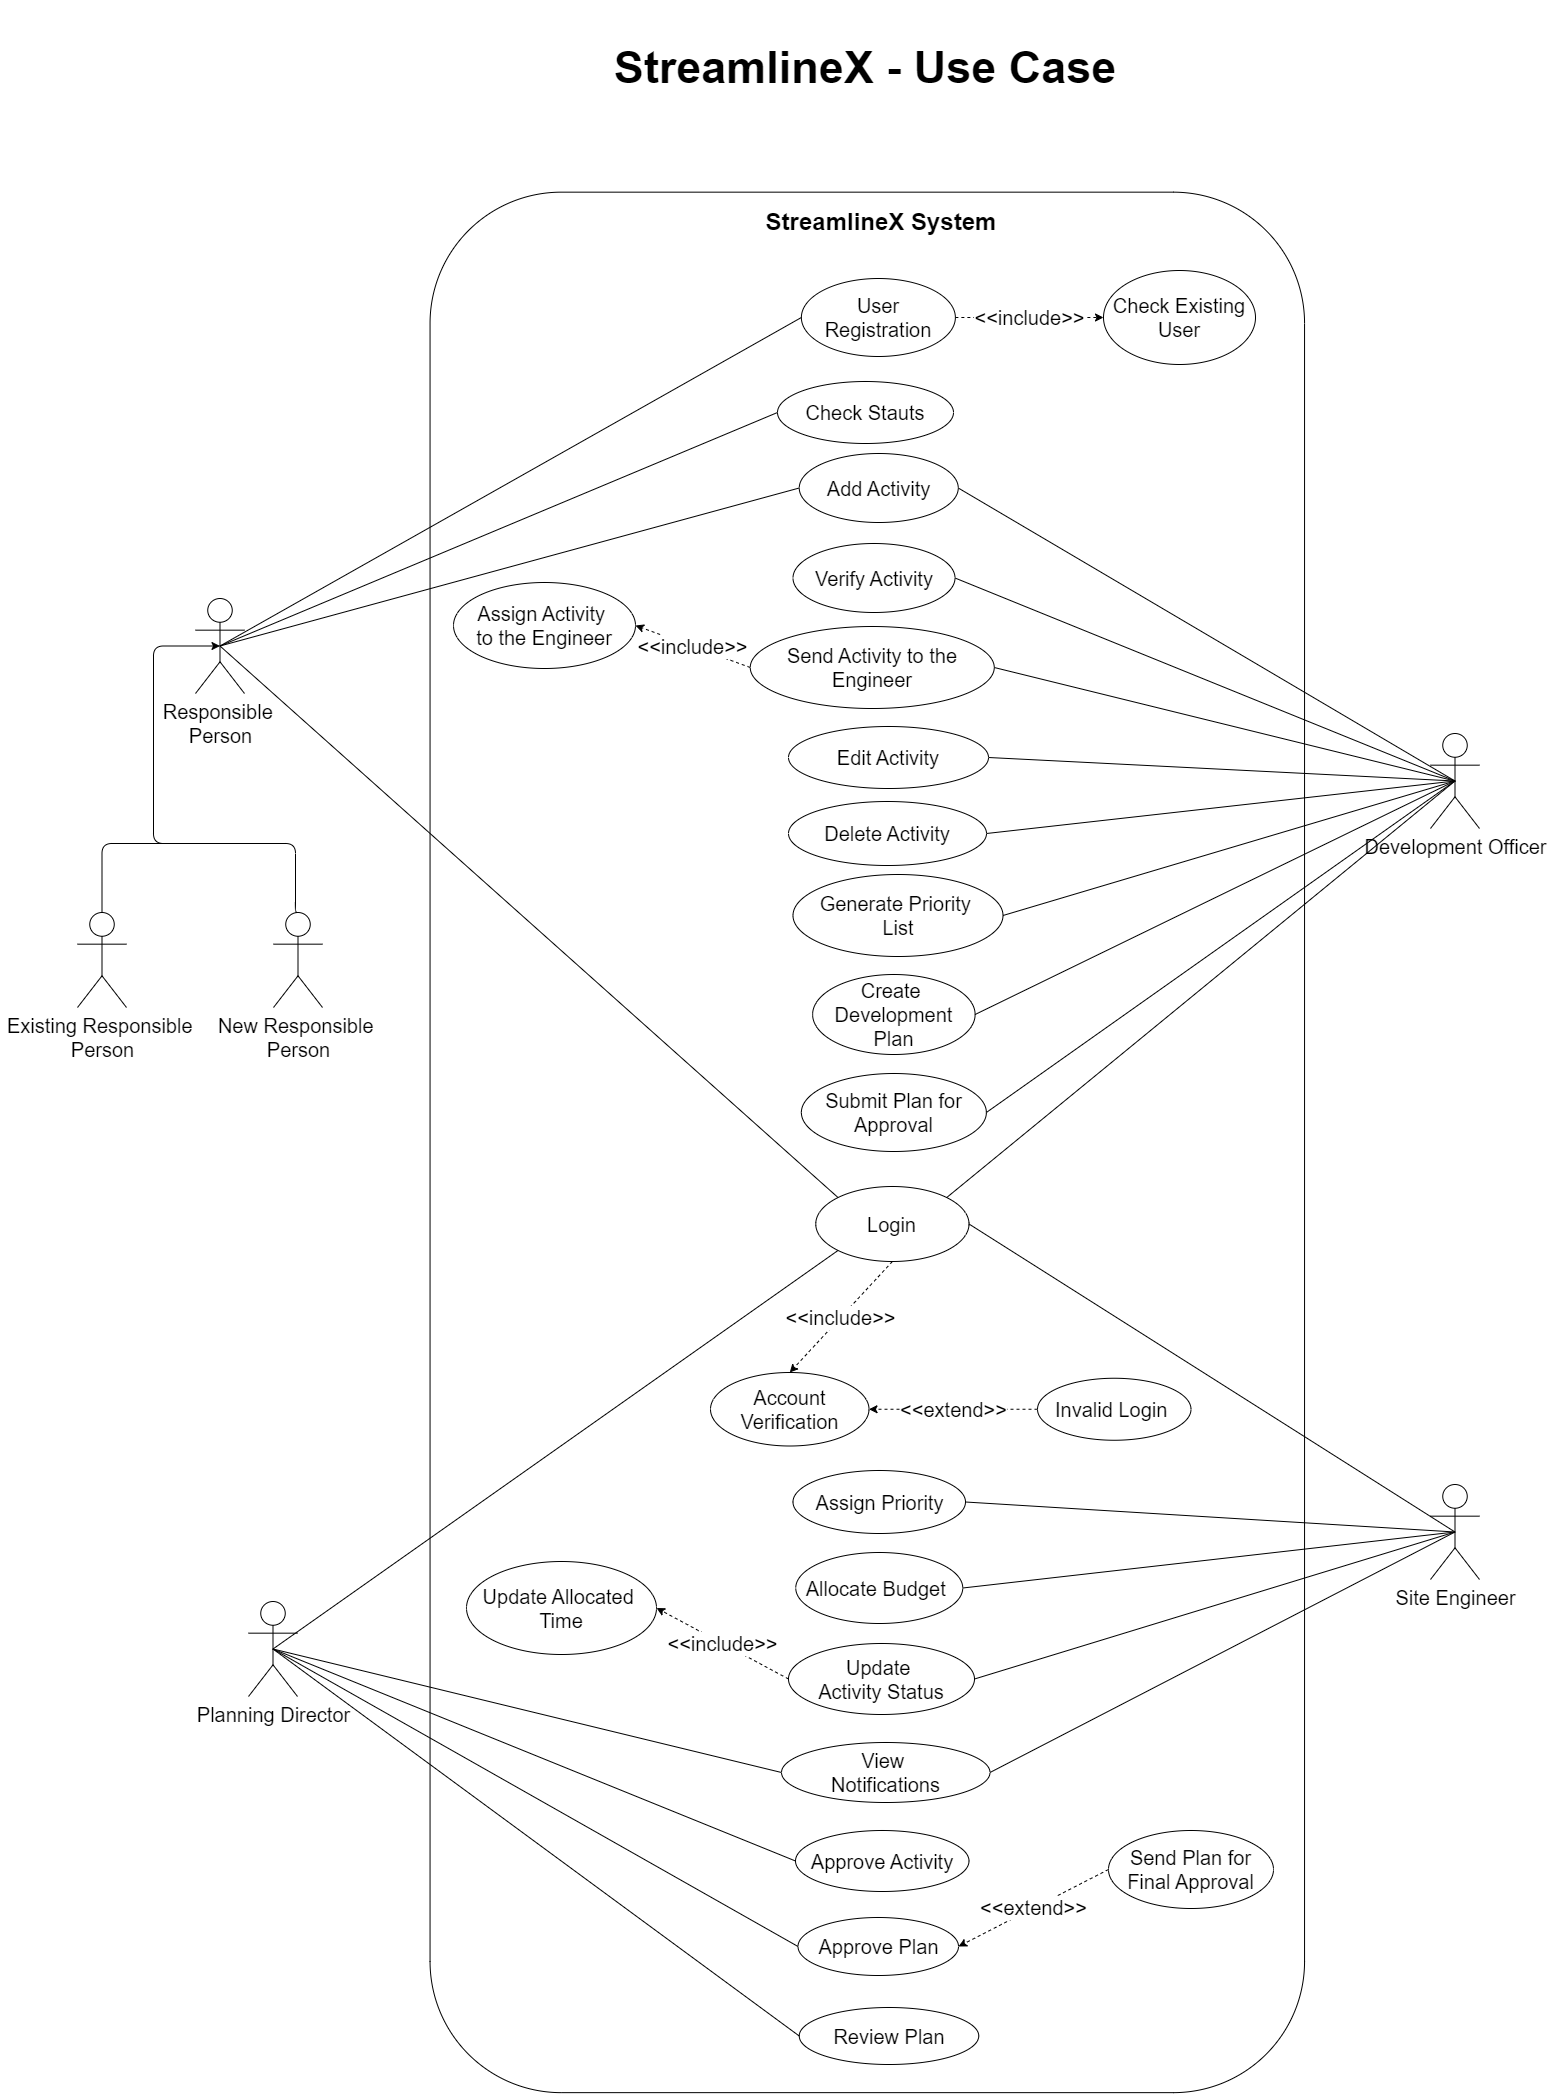 StreamlineX - Use Case
StreamlineX System
User
Registration
<<include>>
Check Existing
User
Check Stauts
Add Activity
Verify Activity
Assign Activity
to the Engineer
<<include>>
Send Activity to the
Engineer
Responsible
Person
Edit Activity
Delete Activity
Development Officer
Generate Priority
List
Existing Responsible
Person
New Responsible
Person
Create
Development
Plan
Submit Plan for
Approval
Login
<<include>>
Account
Verification
<<extend>>
Invalid Login
Assign Priority
Allocate Budget
Site Engineer
Update Allocated
Time
<<include>>
Update
Activity Status
Planning Director
View
Notifications
Approve Activity
Send Plan for
Final Approval
<<extend>>
Approve Plan
Review Plan